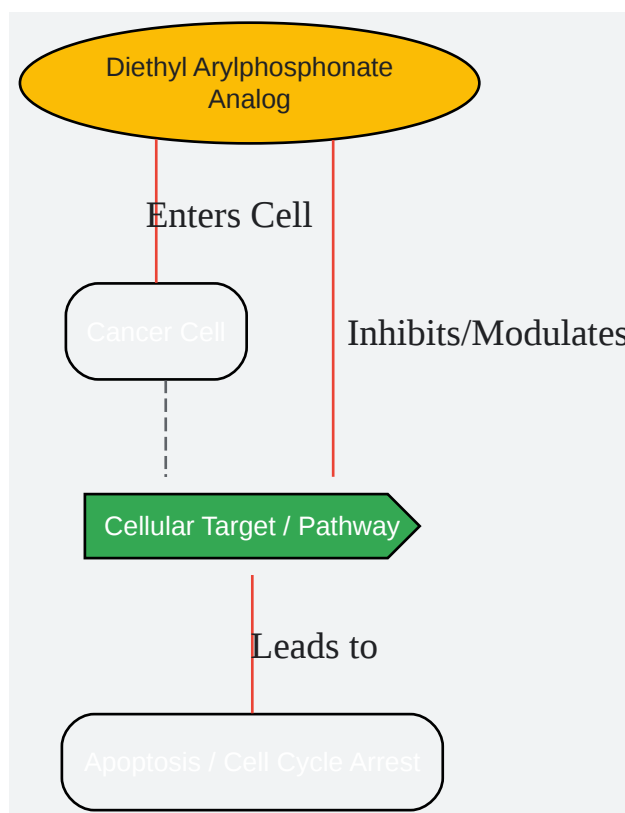 Diethyl Arylphosphonate
Analog
Enters Cell
Cancer Cell
Inhibits/Modulates
Cellular Target / Pathway
Leads to
Apoptosis / Cell Cycle Arrest